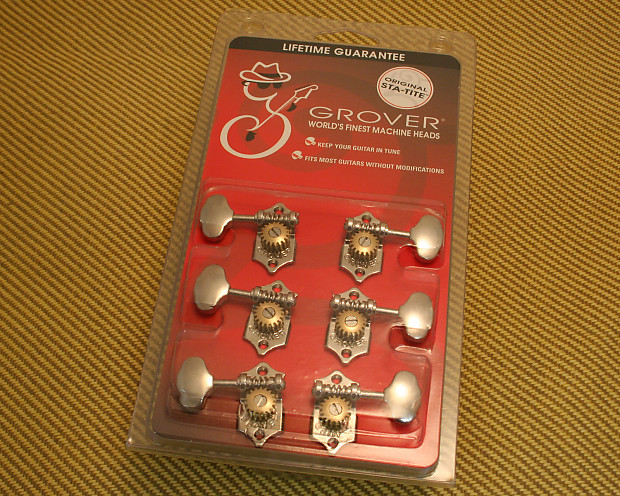 LIFETIME GUARANTEE
ORIGINAL
STA-TITE™
GROVER®
WORLD'S FINEST MACHINE HEADS
KEEP YOUR GUITAR IN TUNE
FITS MOST GUITARS WITHOUT MODIFICATIONS